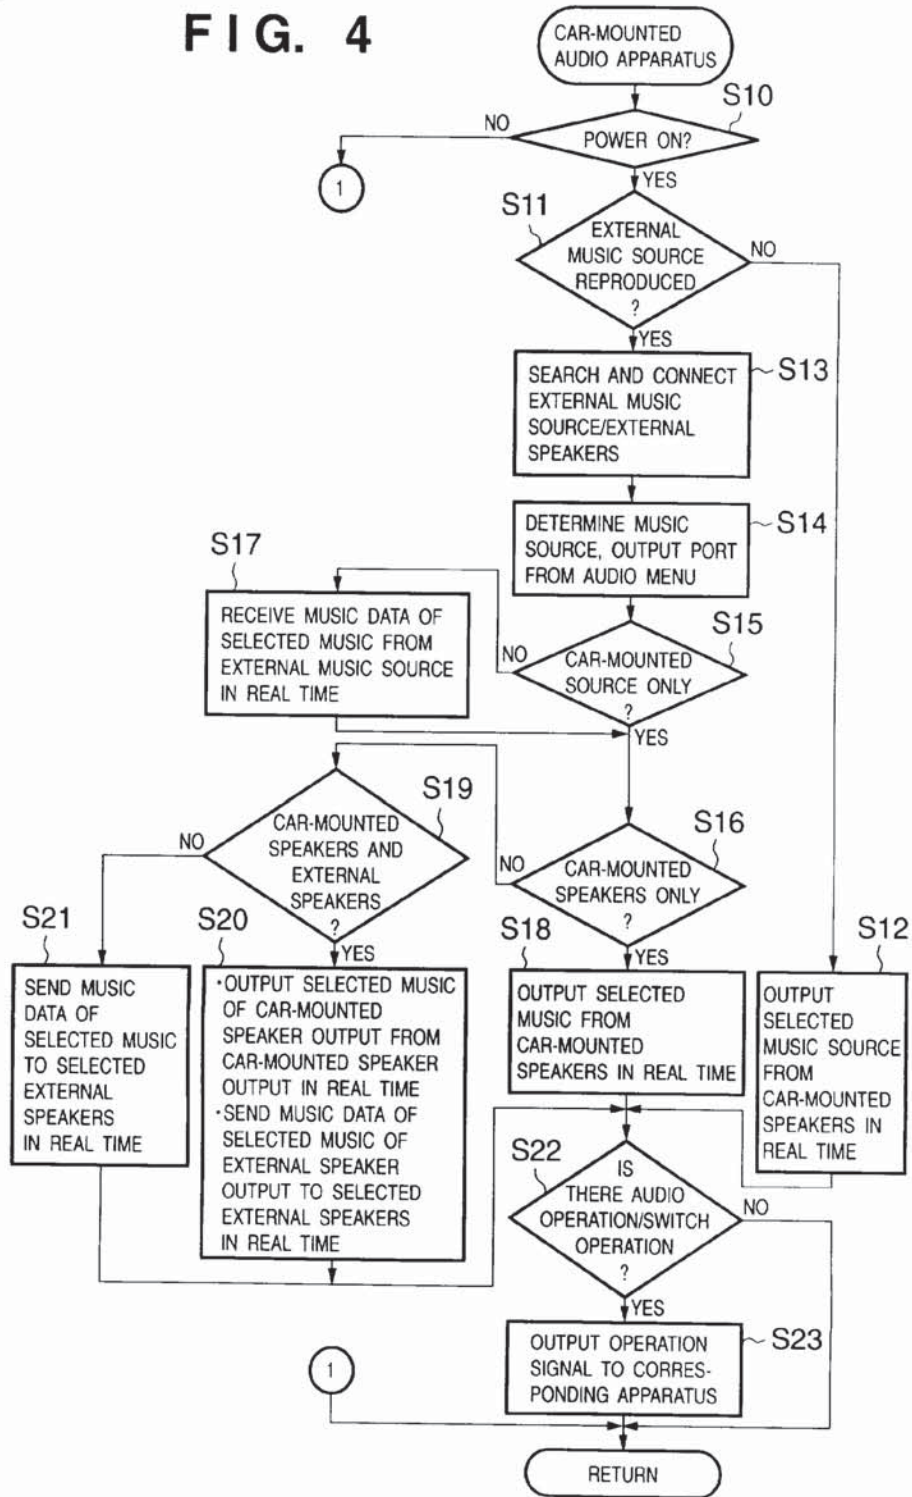 FIG. 4
CAR-MOUNTED
AUDIO APPARATUS
S10
NO
POWER ON?
1
YES
S11
EXTERNAL
MUSIC SOURCE
REPRODUCED
?
NO
YES
S13
SEARCH AND CONNECT
EXTERNAL MUSIC
SOURCE/EXTERNAL
SPEAKERS
S14
DETERMINE MUSIC
SOURCE, OUTPUT PORT
FROM AUDIO MENU
S17
RECEIVE MUSIC DATA OF
SELECTED MUSIC FROM
EXTERNAL MUSIC SOURCE
IN REAL TIME
S15
NO
CAR-MOUNTED
SOURCE ONLY
?
YES
S19
NO
CAR-MOUNTED
SPEAKERS AND
EXTERNAL
SPEAKERS
?
YES
S16
NO
CAR-MOUNTED
SPEAKERS ONLY
?
YES
S21
SEND MUSIC
DATA OF
SELECTED MUSIC
TO SELECTED
EXTERNAL
SPEAKERS
IN REAL TIME
S20
•OUTPUT SELECTED MUSIC
OF CAR-MOUNTED
SPEAKER OUTPUT FROM
CAR-MOUNTED SPEAKER
OUTPUT IN REAL TIME
•SEND MUSIC DATA OF
SELECTED MUSIC OF
EXTERNAL SPEAKER
OUTPUT TO SELECTED
EXTERNAL SPEAKERS
IN REAL TIME
S18
OUTPUT SELECTED
MUSIC FROM
CAR-MOUNTED
SPEAKERS IN REAL TIME
S12
OUTPUT
SELECTED
MUSIC SOURCE
FROM
CAR-MOUNTED
SPEAKERS IN
REAL TIME
S22
IS
THERE AUDIO
OPERATION/SWITCH
OPERATION
?
NO
YES
S23
OUTPUT OPERATION
SIGNAL TO CORRES-
PONDING APPARATUS
1
RETURN